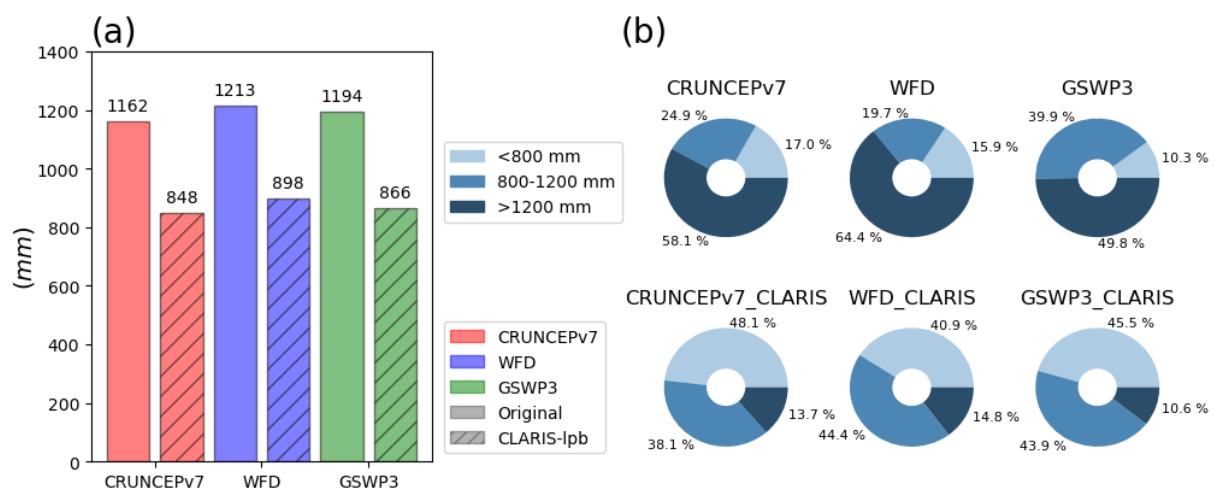 (a)
1400
1200
1000
800
600
400
200
0
(mm)
1162
848
1213
898
1194
866
CRUNCEPv7
WFD
GSWP3
<800 mm
800-1200 mm
>1200 mm
CRUNCEPv7
WFD
GSWP3
Original
CLARIS-lpb
(b)
CRUNCEPv7
24.9 %
17.0 %
58.1 %
WFD
19.7 %
15.9 %
64.4 %
GSWP3
39.9 %
10.3 %
49.8 %
CRUNCEPv7_CLARIS
48.1 %
13.7 %
38.1 %
WFD_CLARIS
40.9 %
14.8 %
44.4 %
GSWP3_CLARIS
45.5 %
10.6 %
43.9 %